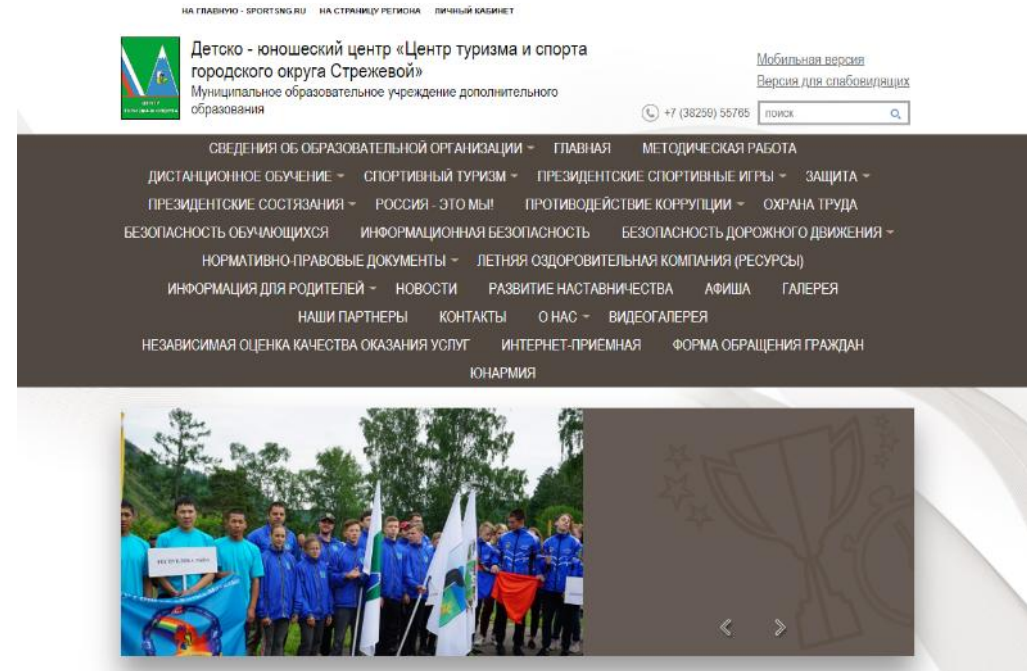 НА ГЛАВНУЮ - SPORTSNG.RU НА СТРАНИЦУ РЕГИОНА ЛИЧНЫЙ КАБИНЕТ
Детско - юношеский центр «Центр туризма и спорта
городского округа Стрежевой»
Муниципальное образовательное учреждение дополнительного
образования
Мобильная версия
Версия для слабовидящих
+7 (38259) 55765 поиск
СВЕДЕНИЯ ОБ ОБРАЗОВАТЕЛЬНОЙ ОРГАНИЗАЦИИ ГЛАВНАЯ МЕТОДИЧЕСКАЯ РАБОТА
ДИСТАНЦИОННОЕ ОБУЧЕНИЕ СПОРТИВНЫЙ ТУРИЗМ ПРЕЗИДЕНТСКИЕ СПОРТИВНЫЕ ИГРЫ ЗАЩИТА
ПРЕЗИДЕНТСКИЕ СОСТЯЗАНИЯ РОССИЯ - ЭТО МЫ! ПРОТИВОДЕЙСТВИЕ КОРРУПЦИИ ОХРАНА ТРУДА
БЕЗОПАСНОСТЬ ОБУЧАЮЩИХСЯ ИНФОРМАЦИОННАЯ БЕЗОПАСНОСТЬ БЕЗОПАСНОСТЬ ДОРОЖНОГО ДВИЖЕНИЯ
НОРМАТИВНО-ПРАВОВЫЕ ДОКУМЕНТЫ ЛЕТНЯЯ ОЗДОРОВИТЕЛЬНАЯ КОМПАНИЯ (РЕСУРСЫ)
ИНФОРМАЦИЯ ДЛЯ РОДИТЕЛЕЙ НОВОСТИ РАЗВИТИЕ НАСТАВНИЧЕСТВА АФИША ГАЛЕРЕЯ
НАШИ ПАРТНЕРЫ КОНТАКТЫ О НАС ВИДЕОГАЛЕРЕЯ
НЕЗАВИСИМАЯ ОЦЕНКА КАЧЕСТВА ОКАЗАНИЯ УСЛУГ ИНТЕРНЕТ-ПРИЁМНАЯ ФОРМА ОБРАЩЕНИЯ ГРАЖДАН
ЮНАРМИЯ